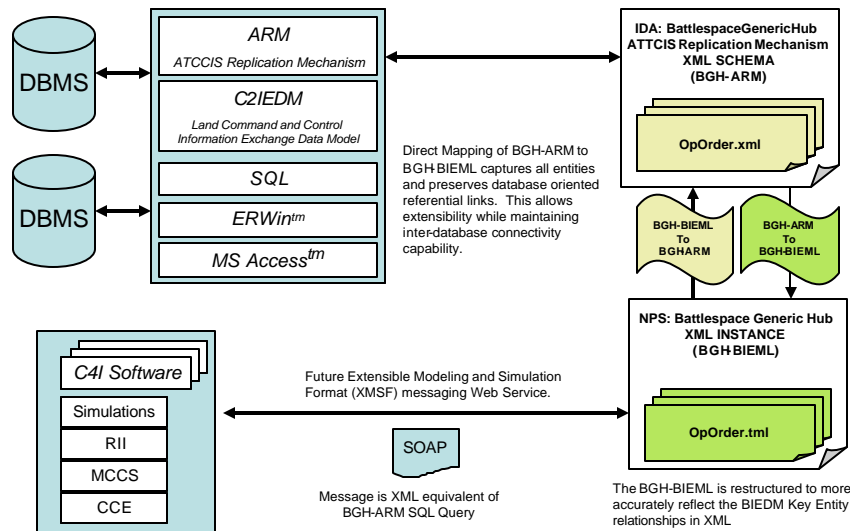 DBMS
DBMS
ARM
ATCCIS Replication Mechanism
C2IEDM
Land Command and Control
Information Exchange Data Model
SQL
ERWin™
MS Access™
Direct Mapping of BGH-ARM to
BGH-BIEML captures all entities
and preserves database oriented
referential links. This allows
extensibility while maintaining
inter-database connectivity
capability.
IDA: BattlespaceGenericHub
ATTCIS Replication Mechanism
XML SCHEMA
(BGH-ARM)
OpOrder.xml
BGH-BIEML
To
BGHARM
BGH-ARM
To
BGH-BIEML
NPS: Battlespace Generic Hub
XML INSTANCE
(BGH-BIEML)
OpOrder.tml
The BGH-BIEML is restructured to more
accurately reflect the BIEDM Key Entity
relationships in XML
C4I Software
Simulations
RII
MCCS
CCE
Future Extensible Modeling and Simulation
Format (XMSF) messaging Web Service.
SOAP
Message is XML equivalent of
BGH-ARM SQL Query